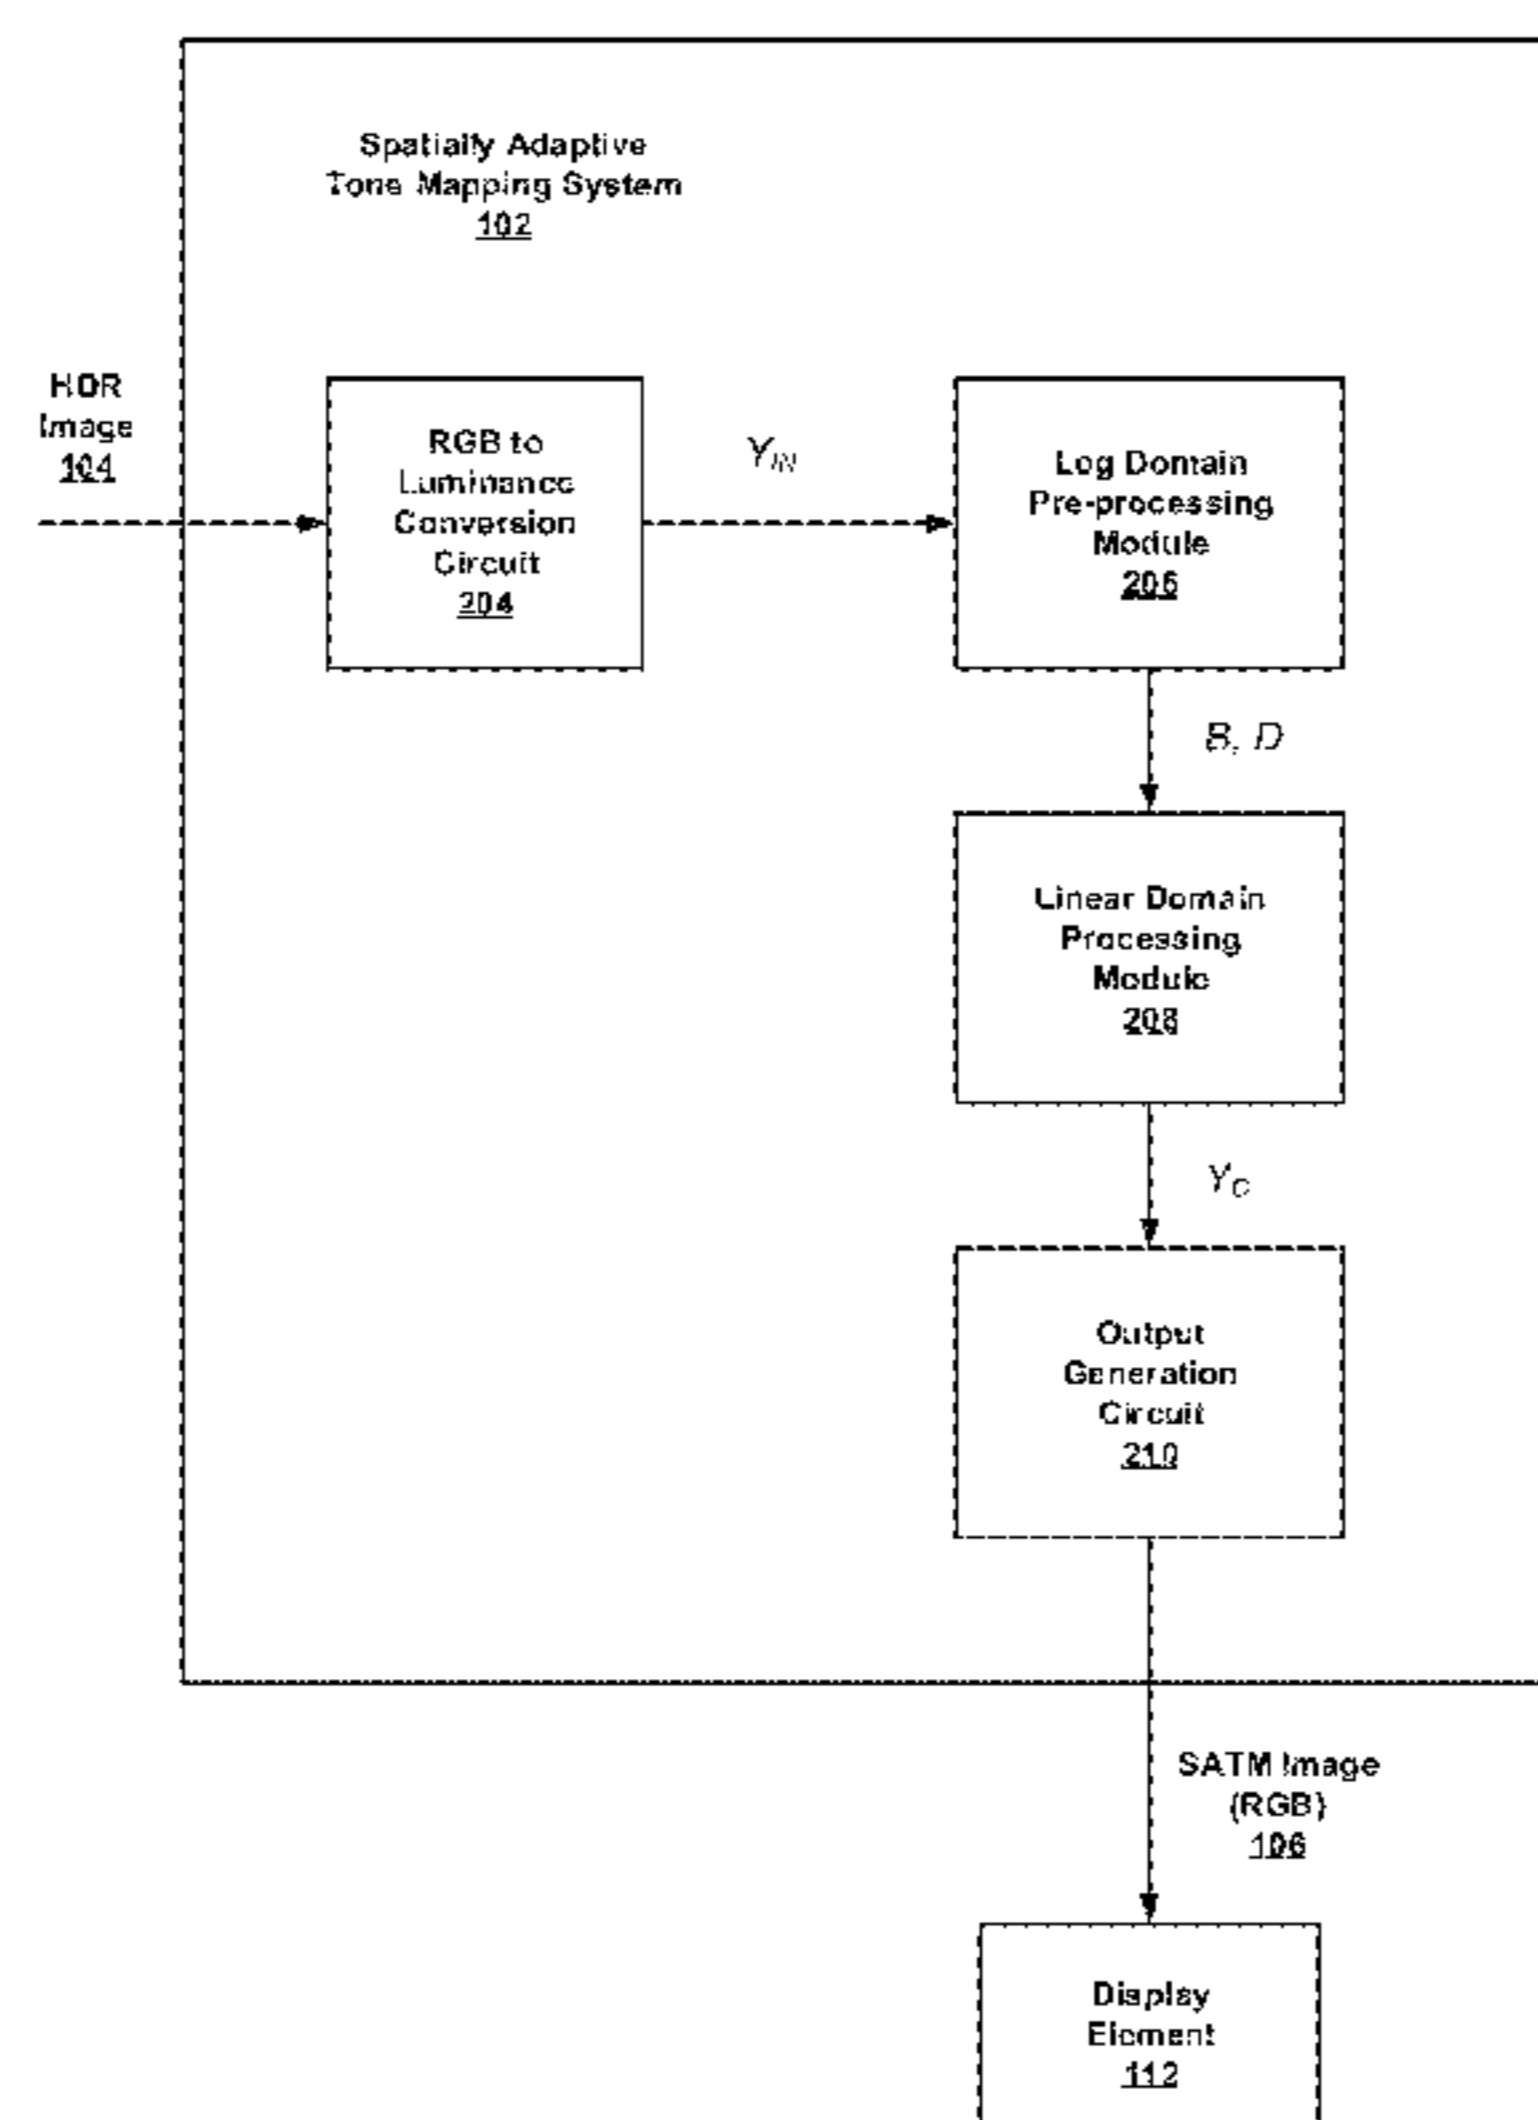 Spatially Adaptive
Tone Mapping System
102
HDR
Image
104
RGB to
Luminance
Conversion
Circuit
204
Y_IN
Log Domain
Pre-processing
Module
206
B, D
Linear Domain
Processing
Module
208
Y_C
Output
Generation
Circuit
210
SATM Image
(RGB)
106
Display
Element
112